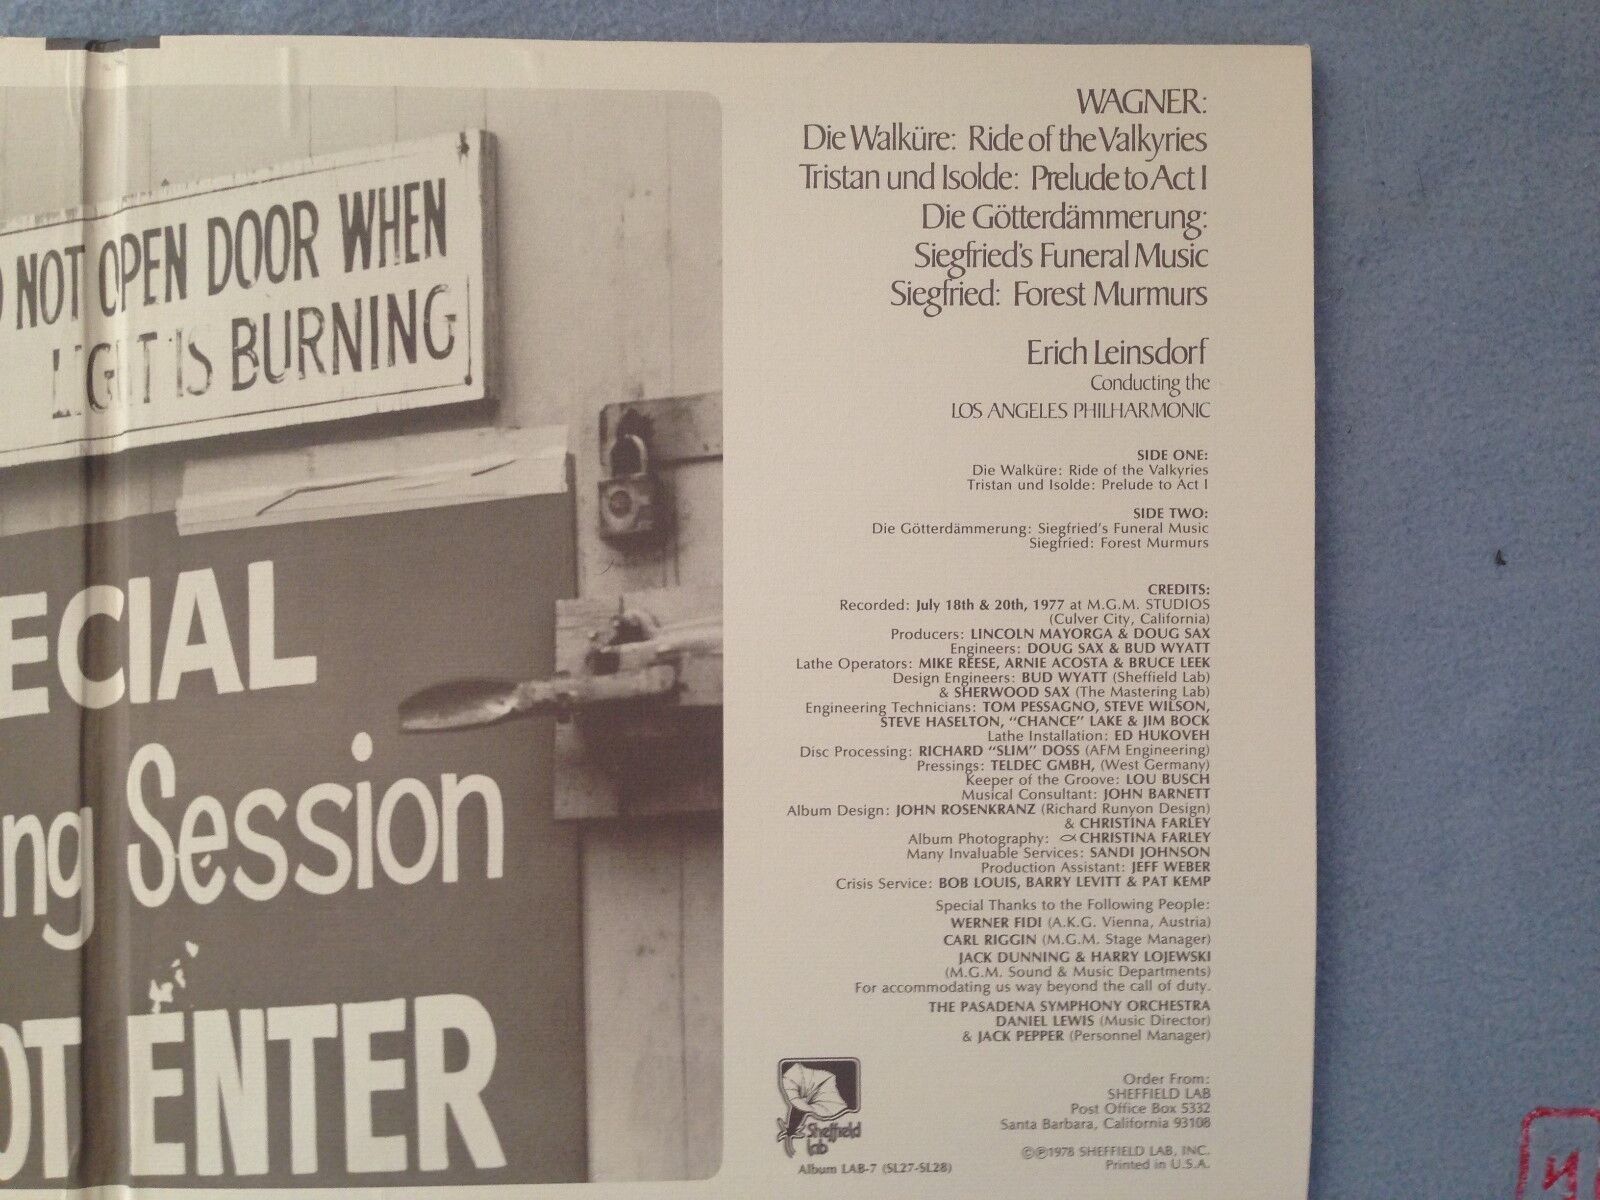 NOT OPEN DOOR WHEN
LIGHT IS BURNING
ECIAL
ng Session
OT ENTER
WAGNER:
Die Walküre: Ride of the Valkyries
Tristan und Isolde: Prelude to Act I
Die Götterdämmerung:
Siegfried's Funeral Music
Siegfried: Forest Murmurs
Erich Leinsdorf
Conducting the
LOS ANGELES PHILHARMONIC
SIDE ONE:
Die Walküre: Ride of the Valkyries
Tristan und Isolde: Prelude to Act I
SIDE TWO:
Die Götterdämmerung: Siegfried's Funeral Music
Siegfried: Forest Murmurs
CREDITS:
Recorded: July 18th & 20th, 1977 at M.G.M. STUDIOS
(Culver City, California)
Producers: LINCOLN MAYORGA & DOUG SAX
Engineers: DOUG SAX & BUD WYATT
Lathe Operators: MIKE REESE, ARNIE ACOSTA & BRUCE LEEK
Design Engineers: BUD WYATT (Sheffield Lab)
& SHERWOOD SAX (The Mastering Lab)
Engineering Technicians: TOM PESSAGNO, STEVE WILSON,
STEVE HASELTON, "CHANCE" LAKE & JIM BOCK
Lathe Installation: ED HUKOVEH
Disc Processing: RICHARD "SLIM" DOSS (AFM Engineering)
Pressings: TELDEC GMBH, (West Germany)
Keeper of the Groove: LOU BUSCH
Musical Consultant: JOHN BARNETT
Album Design: JOHN ROSENKRANZ (Richard Runyon Design)
& CHRISTINA FARLEY
Album Photography: CHRISTINA FARLEY
Many Invaluable Services: SANDI JOHNSON
Production Assistant: JEFF WEBER
Crisis Service: BOB LOUIS, BARRY LEVITT & PAT KEMP
Special Thanks to the Following People:
WERNER FIDI (A.K.G. Vienna, Austria)
CARL RIGGIN (M.G.M. Stage Manager)
JACK DUNNING & HARRY LOJEWSKI
(M.G.M. Sound & Music Departments)
For accommodating us way beyond the call of duty.
THE PASADENA SYMPHONY ORCHESTRA
DANIEL LEWIS (Music Director)
& JACK PEPPER (Personnel Manager)
Sheffield
lab
Album LAB-7 (SL27-SL28)
Order From:
SHEFFIELD LAB
Post Office Box 5332
Santa Barbara, California 93108
©℗1978 SHEFFIELD LAB, INC.
Printed in U.S.A.